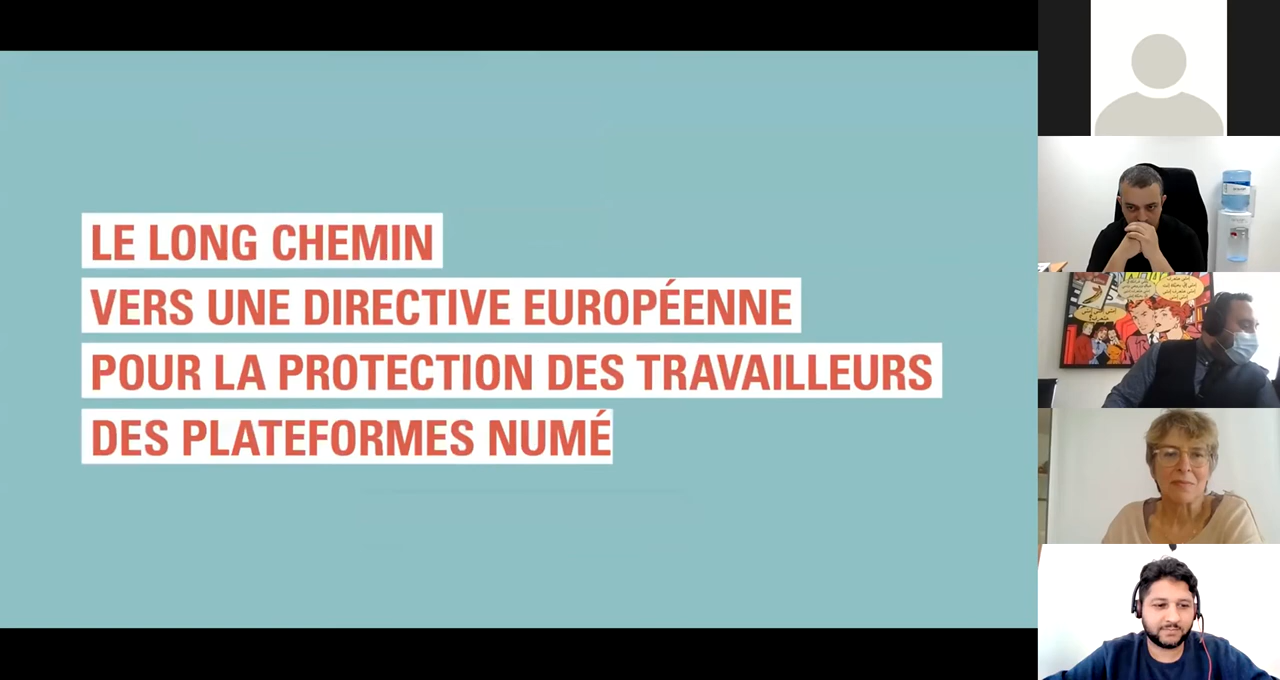 LE LONG CHEMIN
VERS UNE DIRECTIVE EUROPÉENNE
POUR LA PROTECTION DES TRAVAILLEURS
DES PLATEFORMES NUMÉ